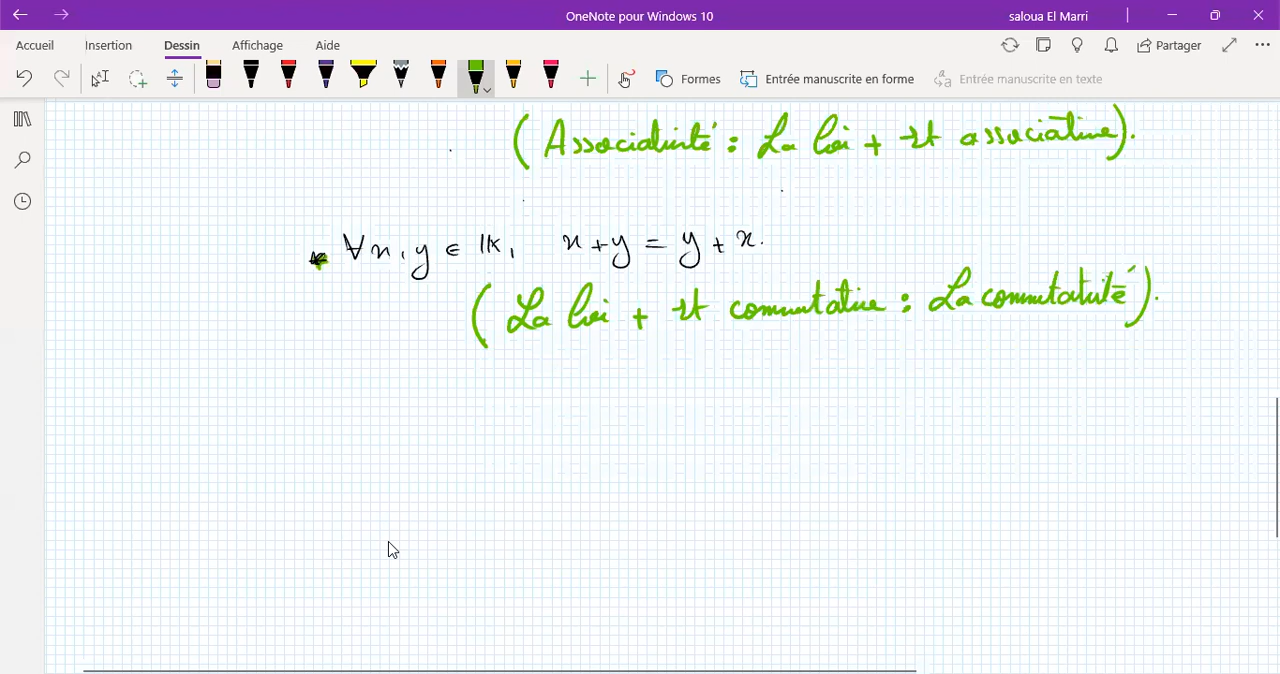 OneNote pour Windows 10
saloua El Marri
Accueil Insertion Dessin Affichage Aide
Partager
Formes Entrée manuscrite en forme Entrée manuscrite en texte
( Associativité : La loi + est associative).
∀x, y ∈ K, x + y = y + x.
( La loi + est commutative : La commutativité ).